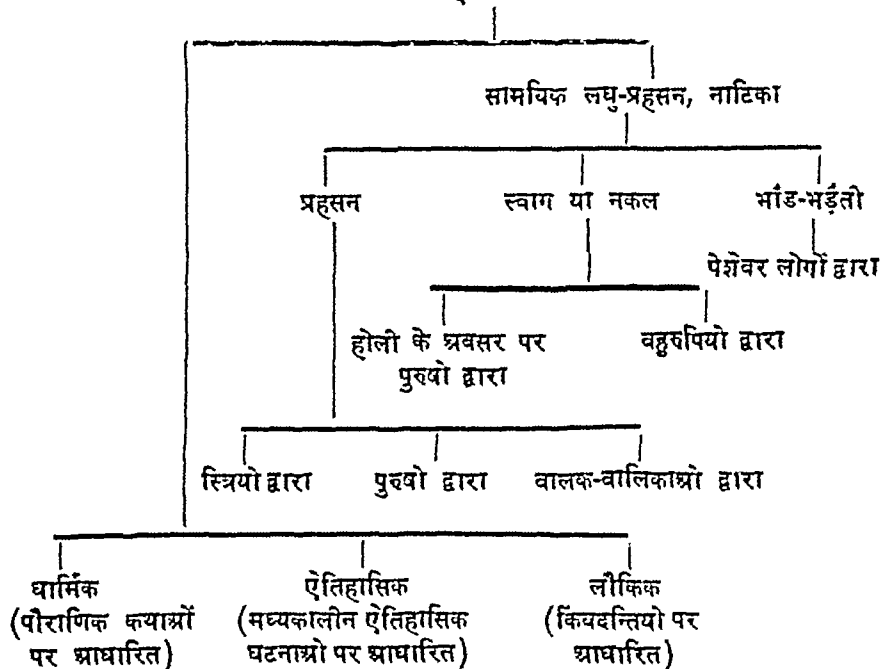 सामयिक लघु-प्रहसन, नाटिका
प्रहसन स्वाग या नकल भाँड-भड़ैती
पेशेवर लोगों द्वारा
होली के अवसर पर बहुरुपियो द्वारा
पुरुषो द्वारा
स्त्रियो द्वारा पुरुषो द्वारा बालक-बालिकाओ द्वारा
धार्मिक ऐतिहासिक लौकिक
(पौराणिक कथाओं (मध्यकालीन ऐतिहासिक (किंवदन्तियो पर
पर आधारित) घटनाओ पर आधारित) आधारित)